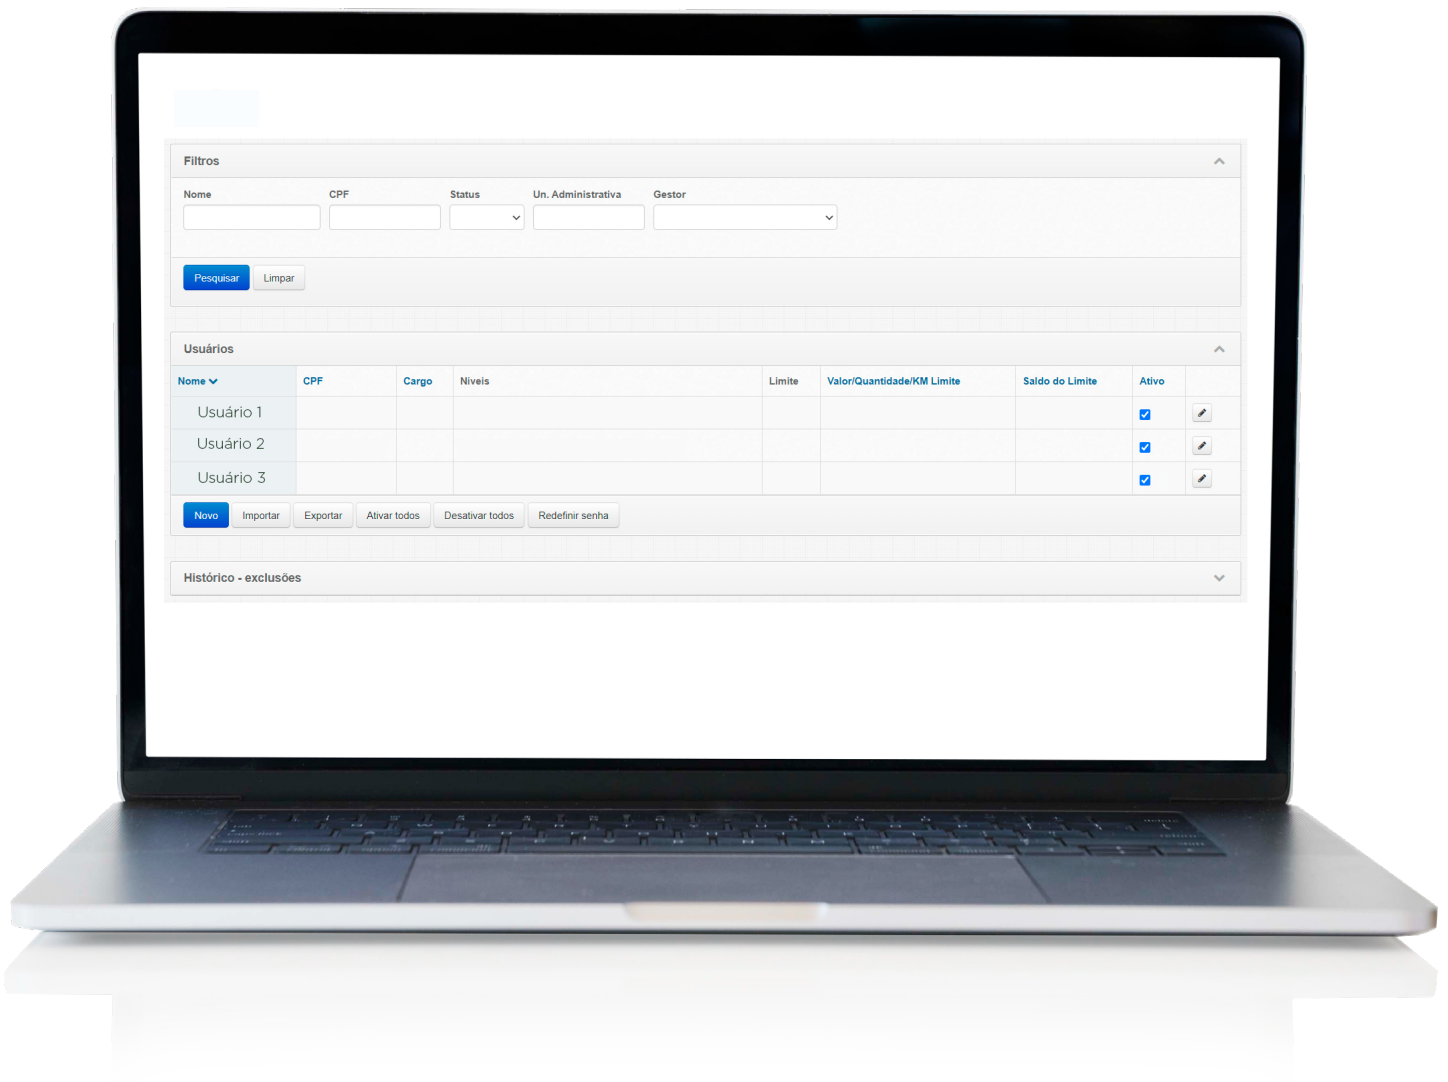 Filtros
Nome CPF Status Un. Administrativa Gestor
Pesquisar Limpar
Usuários
Nome CPF Cargo Níveis Limite Valor/Quantidade/KM Limite Saldo do Limite Ativo
Usuário 1
Usuário 2
Usuário 3
Novo Importar Exportar Ativar todos Desativar todos Redefinir senha
Histórico - exclusões